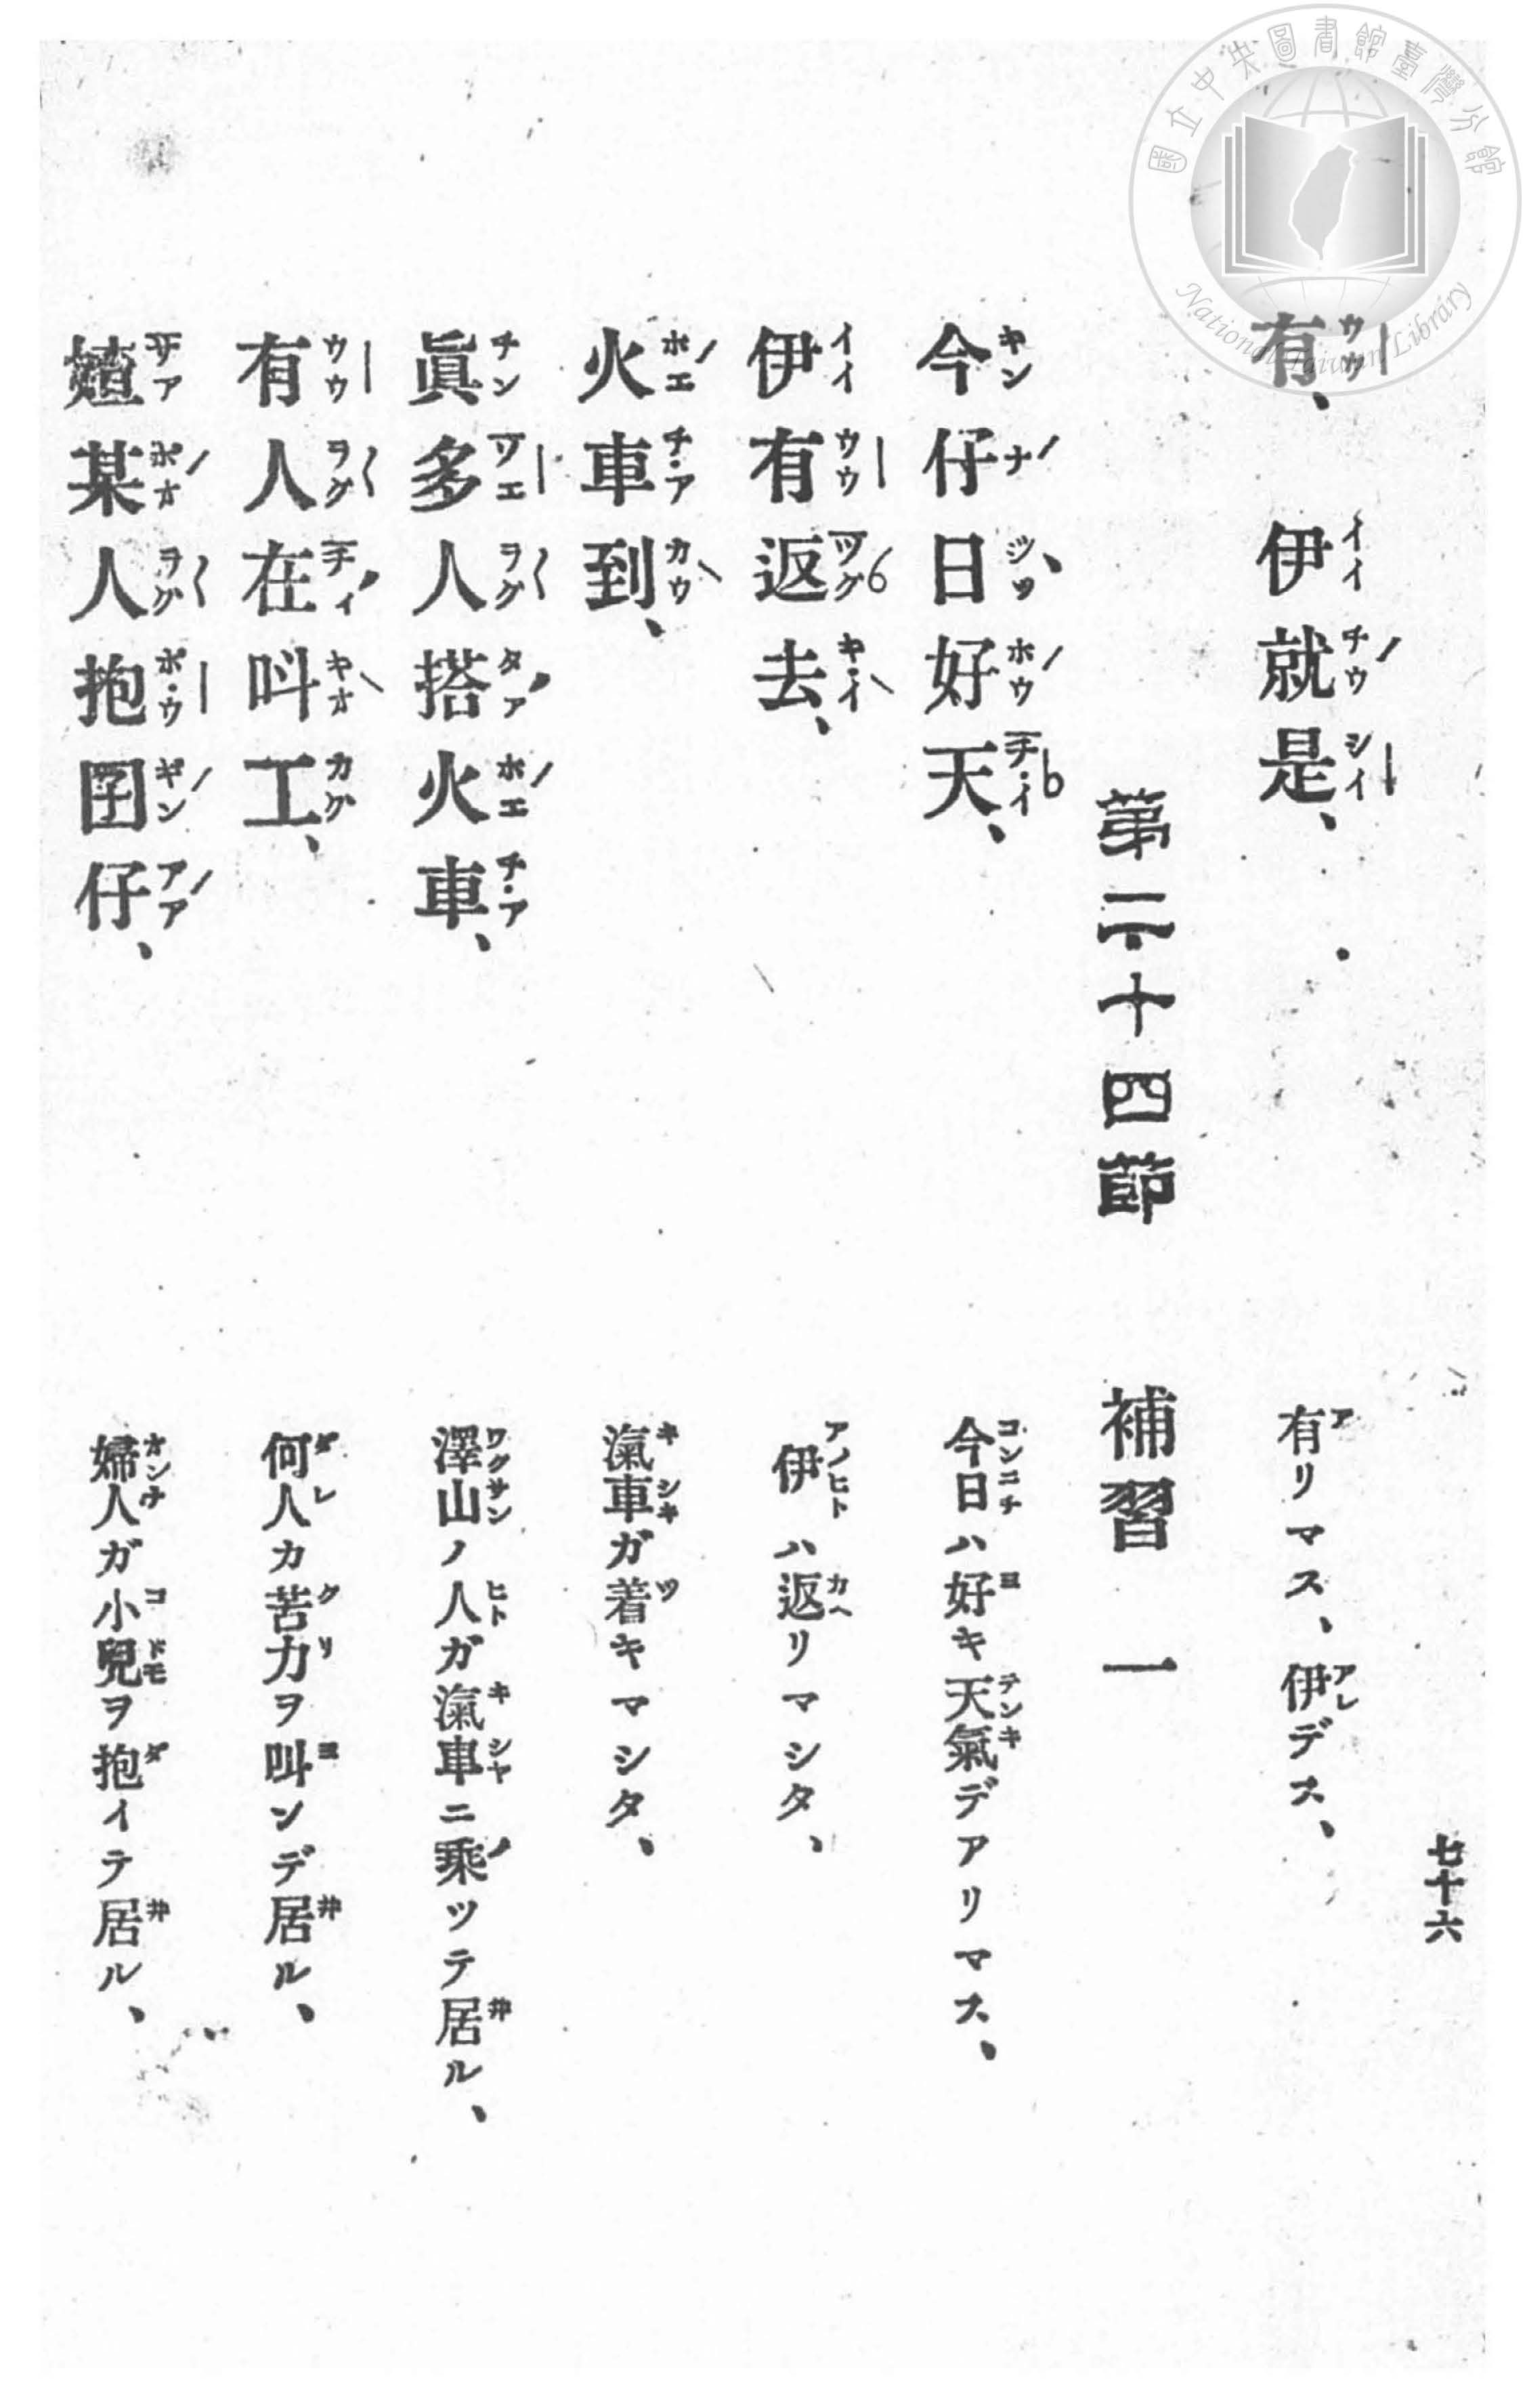 國立中央圖書館臺灣分館
National Taiwan Library
七十六
有、伊就是、
有リマス、伊デス、
第二十四節 補習一
今仔日好天、
今日ハ好キ天氣デアリマス、
伊有返去、
伊ハ返リマシタ、
火車到、
滊車ガ着キマシタ、
眞多人搭火車、
澤山ノ人ガ滊車ニ乘ツテ居ル、
有人在叫工、
何人カ苦力ヲ叫ンデ居ル、
媎某人抱囝仔、
婦人ガ小兒ヲ抱イテ居ル、